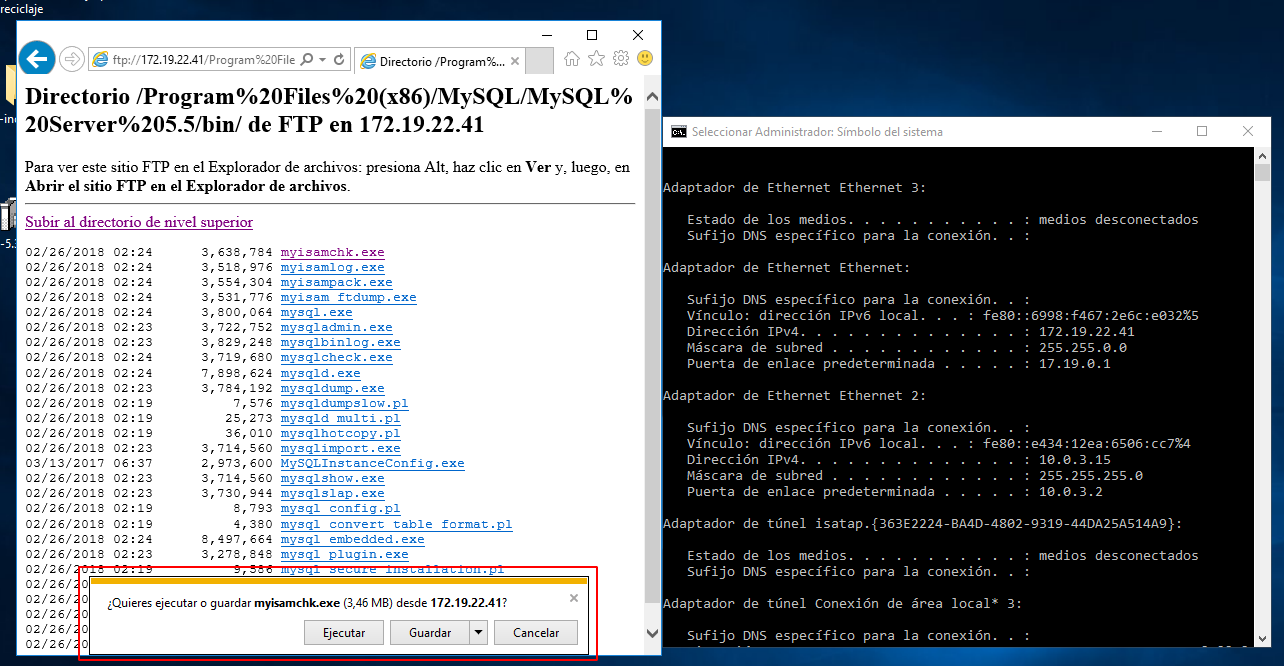 reciclaje
-ind
-5.3
ftp://172.19.22.41/Program%20File
Directorio /Program%...
Directorio /Program%20Files%20(x86)/MySQL/MySQL%
20Server%205.5/bin/ de FTP en 172.19.22.41
Para ver este sitio FTP en el Explorador de archivos: presiona Alt, haz clic en Ver y, luego, en
Abrir el sitio FTP en el Explorador de archivos.
Subir al directorio de nivel superior
02/26/2018 02:24 3,638,784 myisamchk.exe
02/26/2018 02:24 3,518,976 myisamlog.exe
02/26/2018 02:24 3,554,304 myisampack.exe
02/26/2018 02:24 3,531,776 myisam_ftdump.exe
02/26/2018 02:24 3,800,064 mysql.exe
02/26/2018 02:23 3,722,752 mysqladmin.exe
02/26/2018 02:23 3,829,248 mysqlbinlog.exe
02/26/2018 02:24 3,719,680 mysqlcheck.exe
02/26/2018 02:24 7,898,624 mysqld.exe
02/26/2018 02:23 3,784,192 mysqldump.exe
02/26/2018 02:19 7,576 mysqldumpslow.pl
02/26/2018 02:19 25,273 mysqld_multi.pl
02/26/2018 02:19 36,010 mysqlhotcopy.pl
02/26/2018 02:23 3,714,560 mysqlimport.exe
03/13/2017 06:37 2,973,600 MySQLInstanceConfig.exe
02/26/2018 02:23 3,714,560 mysqlshow.exe
02/26/2018 02:23 3,730,944 mysqlslap.exe
02/26/2018 02:19 8,793 mysql_config.pl
02/26/2018 02:19 4,380 mysql_convert_table_format.pl
02/26/2018 02:24 8,497,664 mysql_embedded.exe
02/26/2018 02:23 3,278,848 mysql_plugin.exe
02/26/2018 02:19 9,586 mysql_secure_installation.pl
02/26/20
02/26/20
02/26/20
02/26/20
02/26/20
¿Quieres ejecutar o guardar myisamchk.exe (3,46 MB) desde 172.19.22.41?
Ejecutar
Guardar
Cancelar
Seleccionar Administrador: Símbolo del sistema
Adaptador de Ethernet Ethernet 3:
Estado de los medios. . . . . . . . . . . : medios desconectados
Sufijo DNS específico para la conexión. . :
Adaptador de Ethernet Ethernet:
Sufijo DNS específico para la conexión. . :
Vínculo: dirección IPv6 local. . . : fe80::6998:f467:2e6c:e032%5
Dirección IPv4. . . . . . . . . . . . . . : 172.19.22.41
Máscara de subred . . . . . . . . . . . . : 255.255.0.0
Puerta de enlace predeterminada . . . . . : 17.19.0.1
Adaptador de Ethernet Ethernet 2:
Sufijo DNS específico para la conexión. . :
Vínculo: dirección IPv6 local. . . : fe80::e434:12ea:6506:cc7%4
Dirección IPv4. . . . . . . . . . . . . . : 10.0.3.15
Máscara de subred . . . . . . . . . . . . : 255.255.255.0
Puerta de enlace predeterminada . . . . . : 10.0.3.2
Adaptador de túnel isatap.{363E2224-BA4D-4802-9319-44DA25A514A9}:
Estado de los medios. . . . . . . . . . . : medios desconectados
Sufijo DNS específico para la conexión. . :
Adaptador de túnel Conexión de área local* 3:
Sufijo DNS específico para la conexión. . :